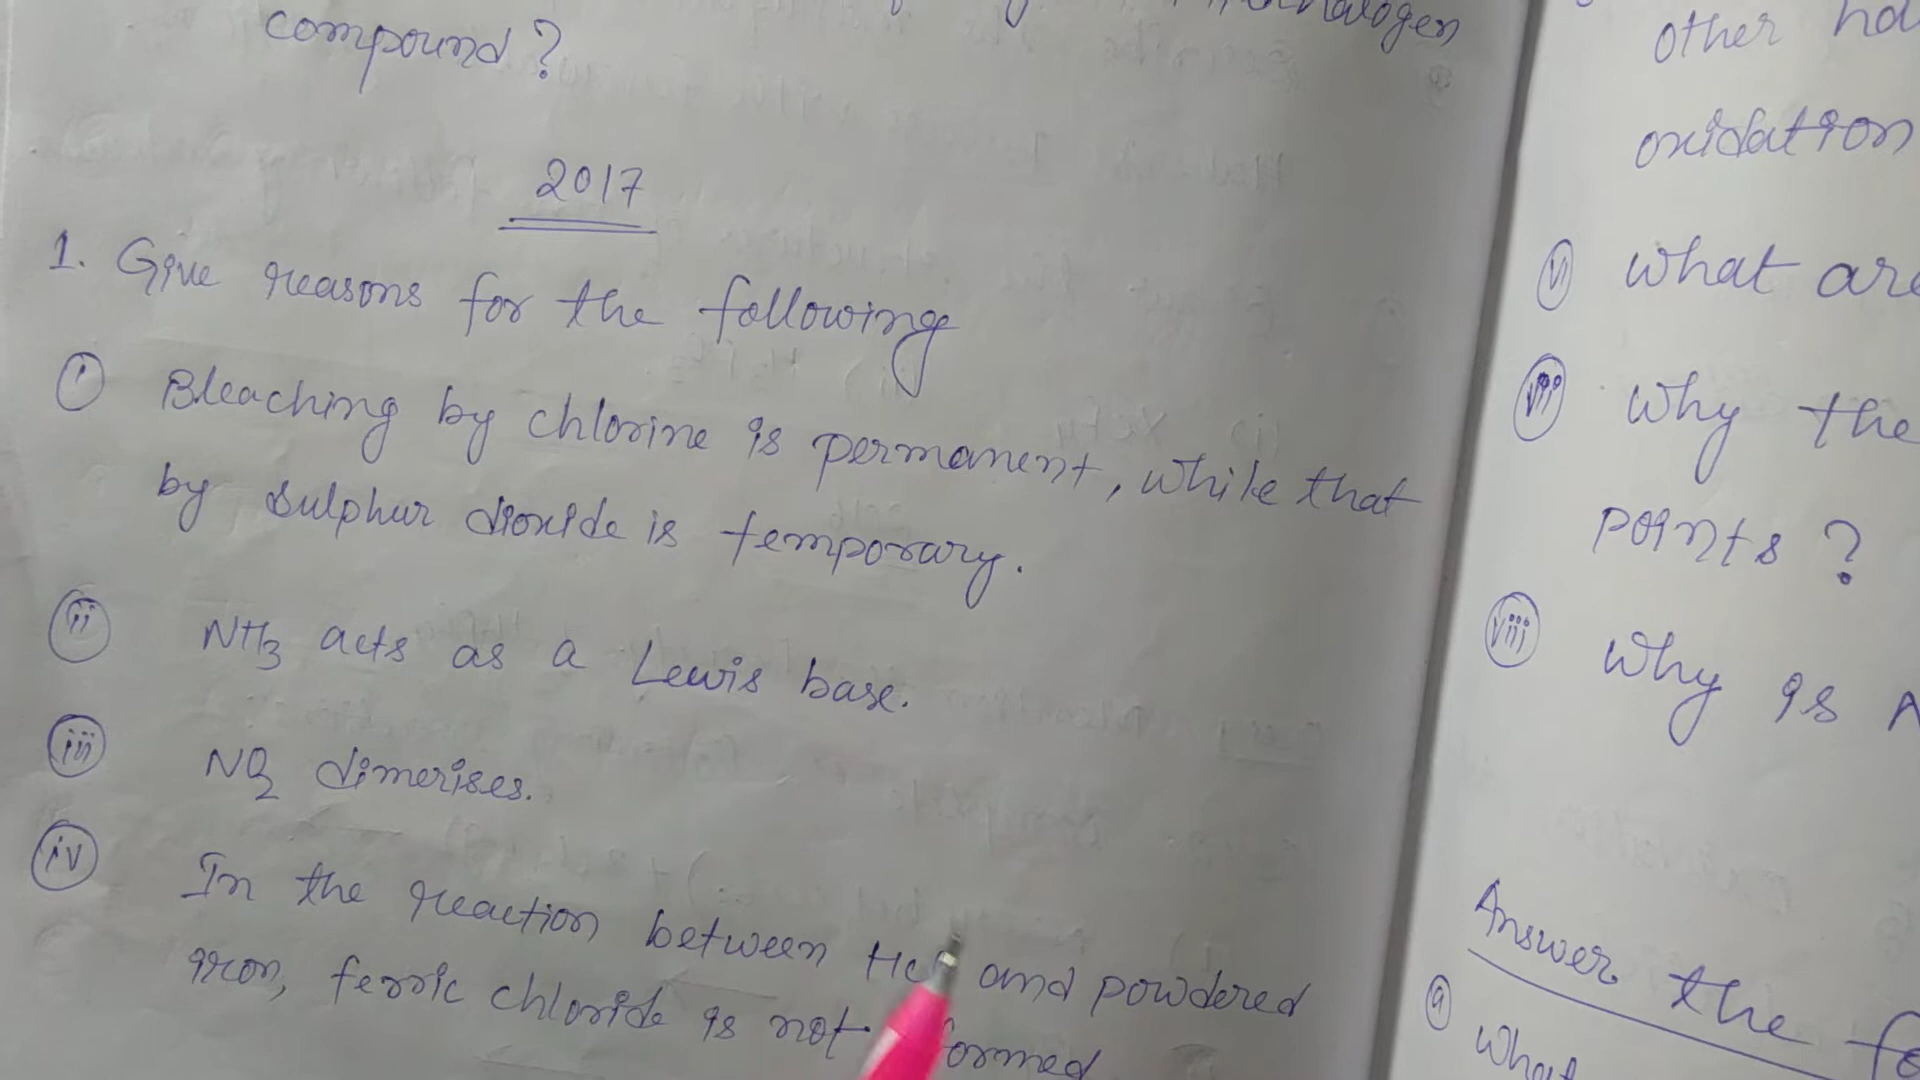 halogen
compound?
2017
1. Give reasons for the following
i Bleaching by chlorine is permanent, while that
by sulphur dioxide is temporary.
ii NH3 acts as a Lewis base.
iii NO2 dimerises.
iv In the reaction between HCl and powdered
iron, ferric chloride is not formed
other
oxidation
vi What are
vii Why the
points?
viii Why is
Answer the
a What